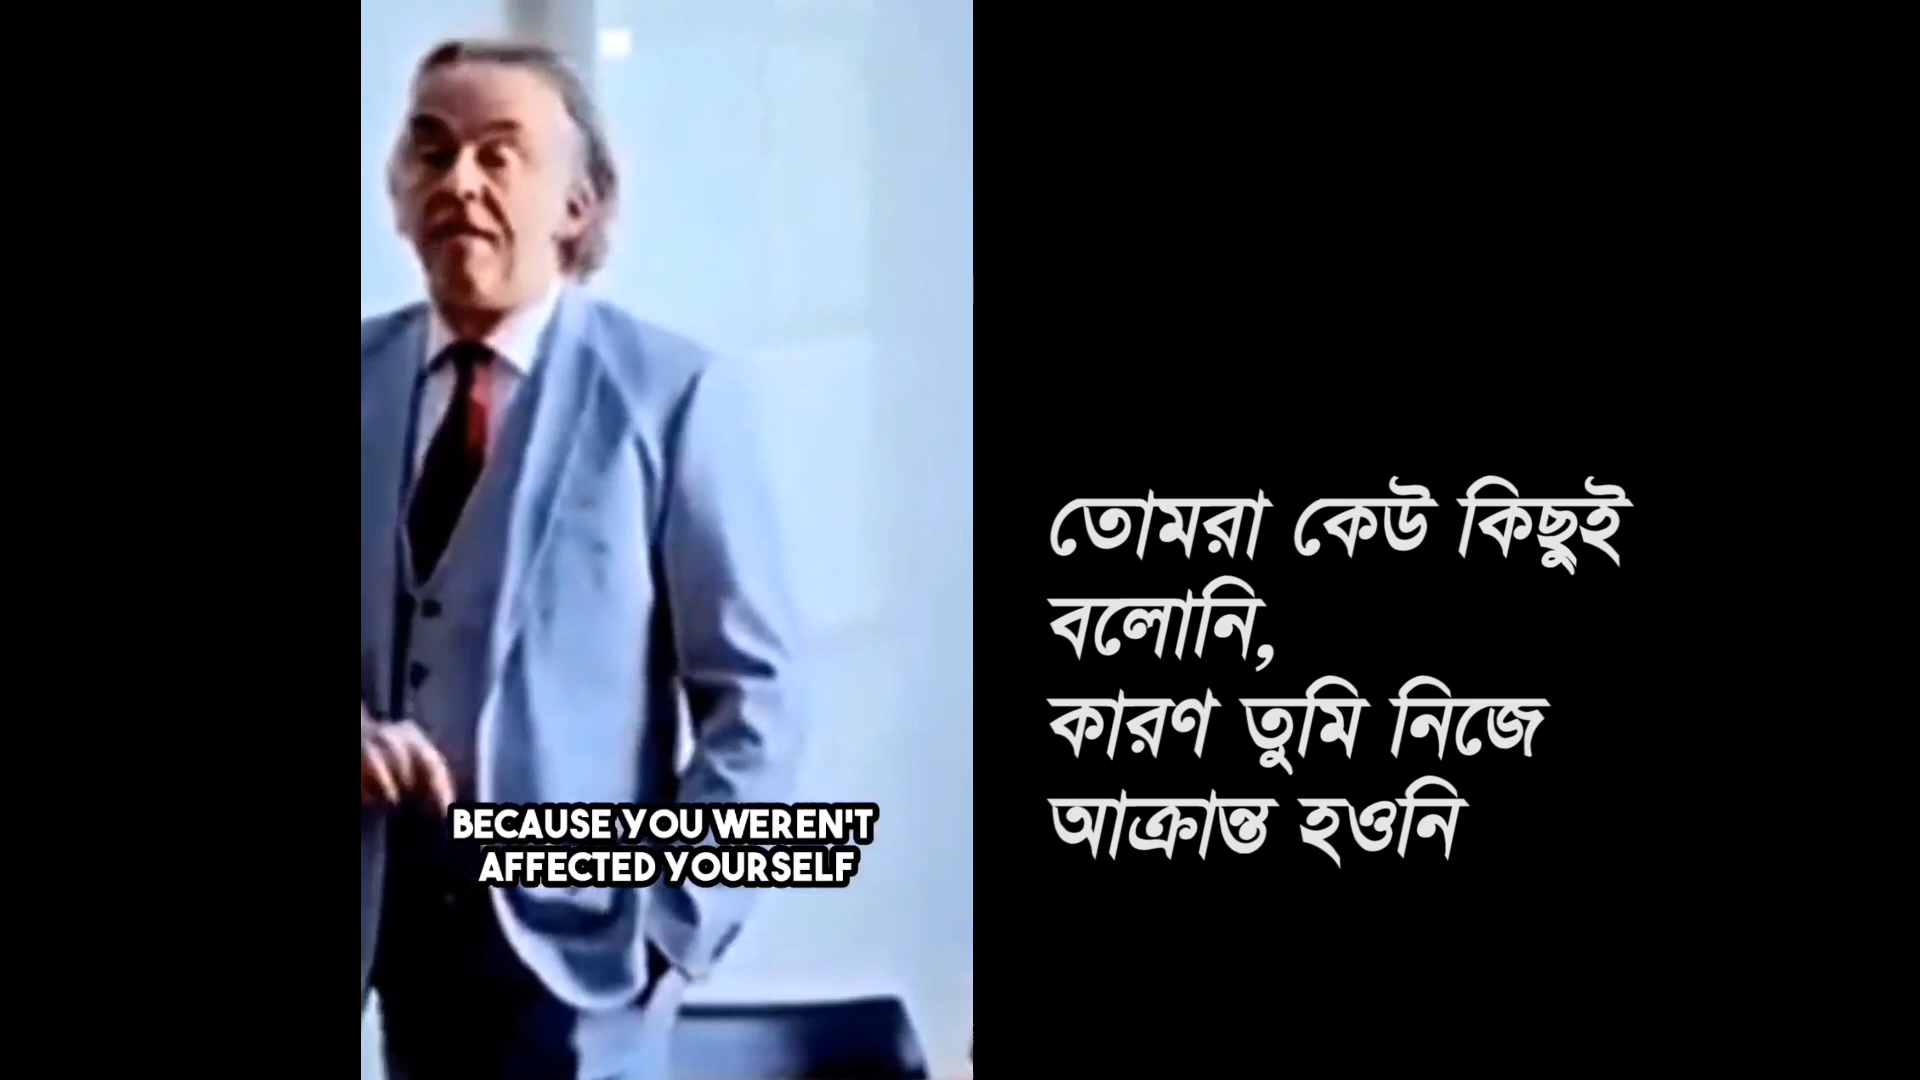 BECAUSE YOU WEREN'T
AFFECTED YOURSELF
তোমরা কেউ কিছুই
বলোনি,
কারণ তুমি নিজে
আক্রান্ত হওনি